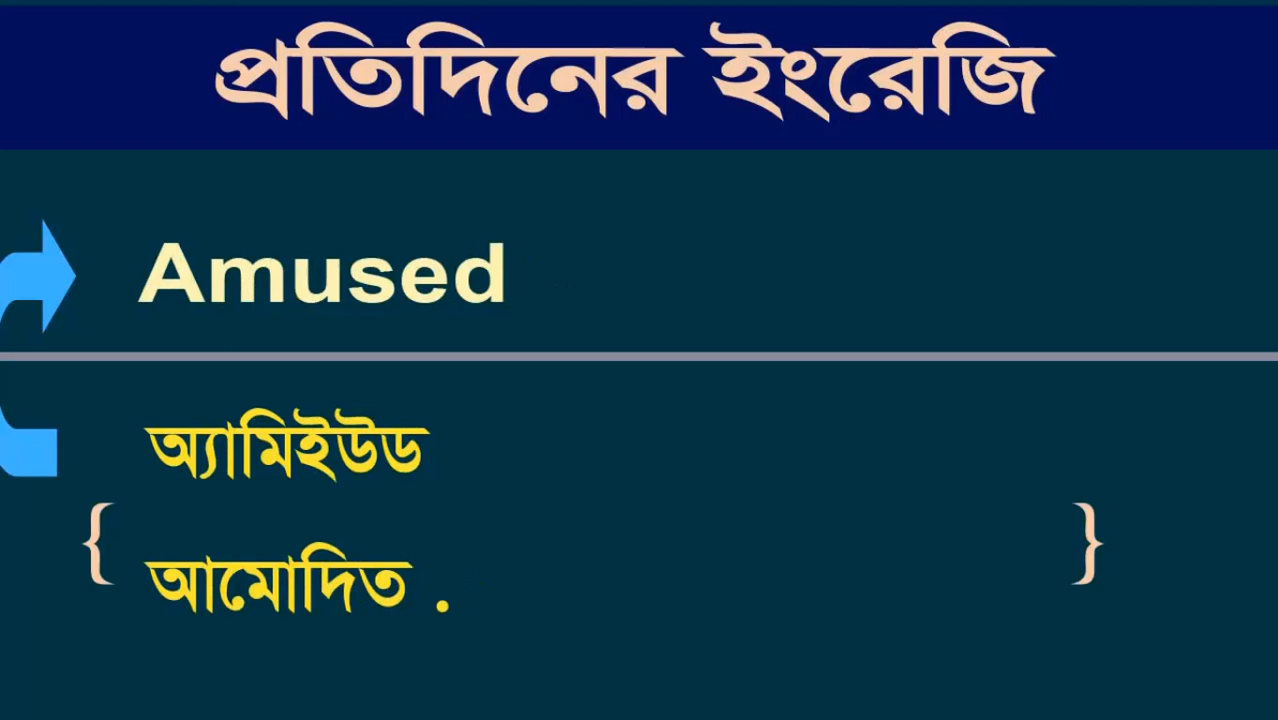 প্রতিদিনের ইংরেজি
Amused
অ্যামিইউড
{ আমোদিত . }